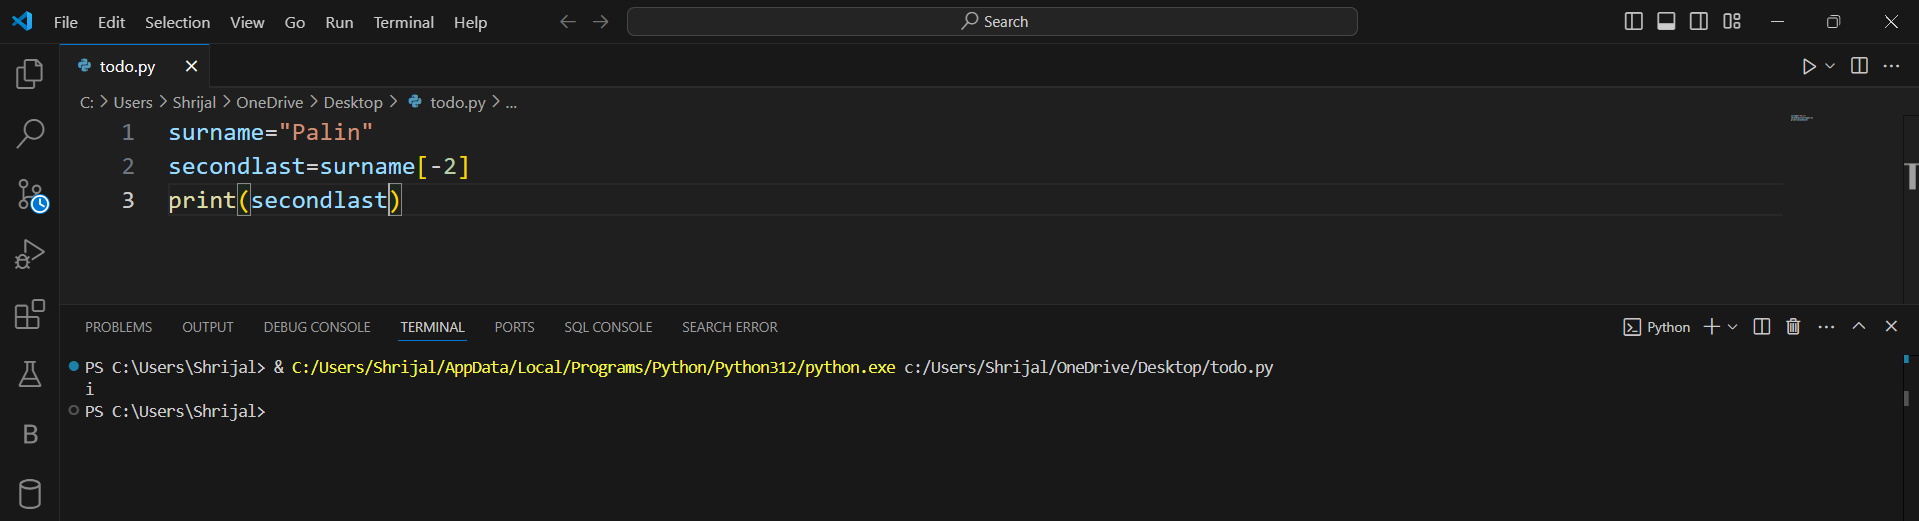 File Edit Selection View Go Run Terminal Help Search
todo.py
C: > Users > Shrijal > OneDrive > Desktop > todo.py > ...
1 surname="Palin"
2 secondlast=surname[-2]
3 print(secondlast)
PROBLEMS OUTPUT DEBUG CONSOLE TERMINAL PORTS SQL CONSOLE SEARCH ERROR Python
PS C:\Users\Shrijal> & C:/Users/Shrijal/AppData/Local/Programs/Python/Python312/python.exe c:/Users/Shrijal/OneDrive/Desktop/todo.py
i
PS C:\Users\Shrijal>
B